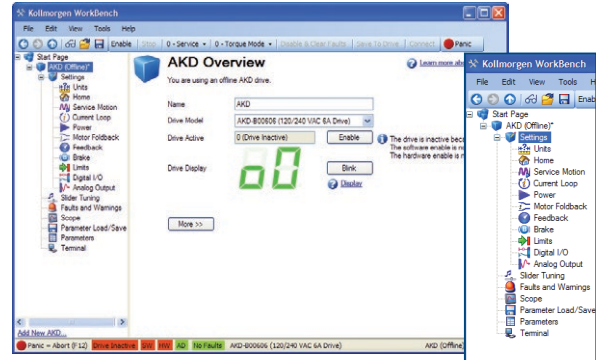 Kollmorgen WorkBench
File Edit View Tools Help
Enable Stop 0 - Service 0 - Torque Mode Disable & Clear Faults Save To Drive Connect Panic
Start Page
AKD (Offline)*
Settings
Units
Home
Service Motion
Current Loop
Power
Motor Foldback
Feedback
Brake
Limits
Digital I/O
Analog Output
Slider Tuning
Faults and Warnings
Scope
Parameter Load/Save
Parameters
Terminal
Add New AKD...
AKD Overview
Learn more abo
You are using an offline AKD drive.
Name AKD
Drive Model AKD-B00606 (120/240 VAC 6A Drive)
Drive Active 0 (Drive Inactive) Enable
The drive is inactive beca
The software enable is no
The hardware enable is n
Drive Display o0 Blink
Display
More >>
Panic - Abort (F12) Drive Inactive SW HW AO No Faults AKD-B00606 (120/240 VAC 6A Drive) AKD (Offline)
Kollmorgen WorkBench
File Edit View Tools H
Enab
Start Page
AKD (Offline)*
Settings
Units
Home
Service Motion
Current Loop
Power
Motor Foldback
Feedback
Brake
Limits
Digital I/O
Analog Output
Slider Tuning
Faults and Warnings
Scope
Parameter Load/Save
Parameters
Terminal